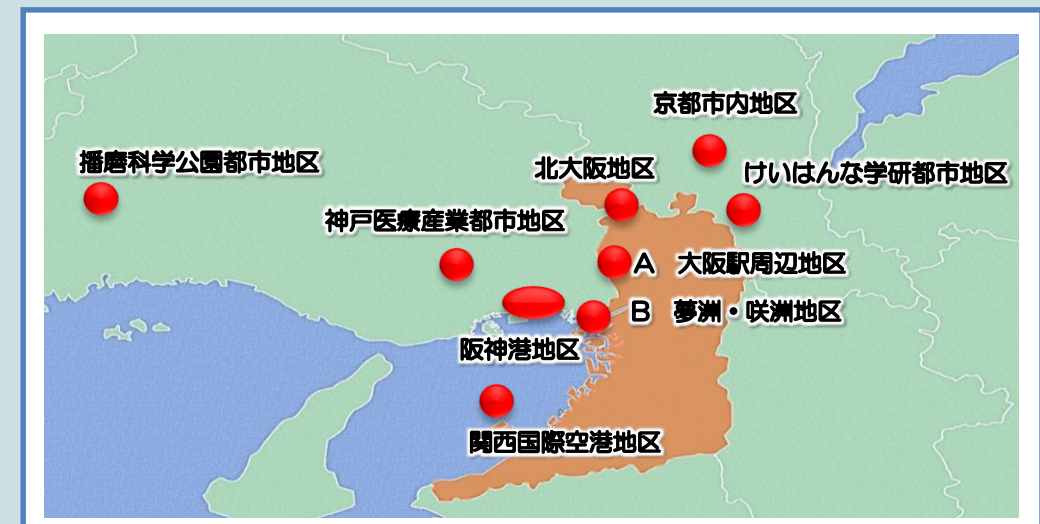 京都市内地区
播磨科学公園都市地区
北大阪地区
けいはんな学研都市地区
神戸医療産業都市地区
A 大阪駅周辺地区
B 夢洲・咲洲地区
阪神港地区
関西国際空港地区